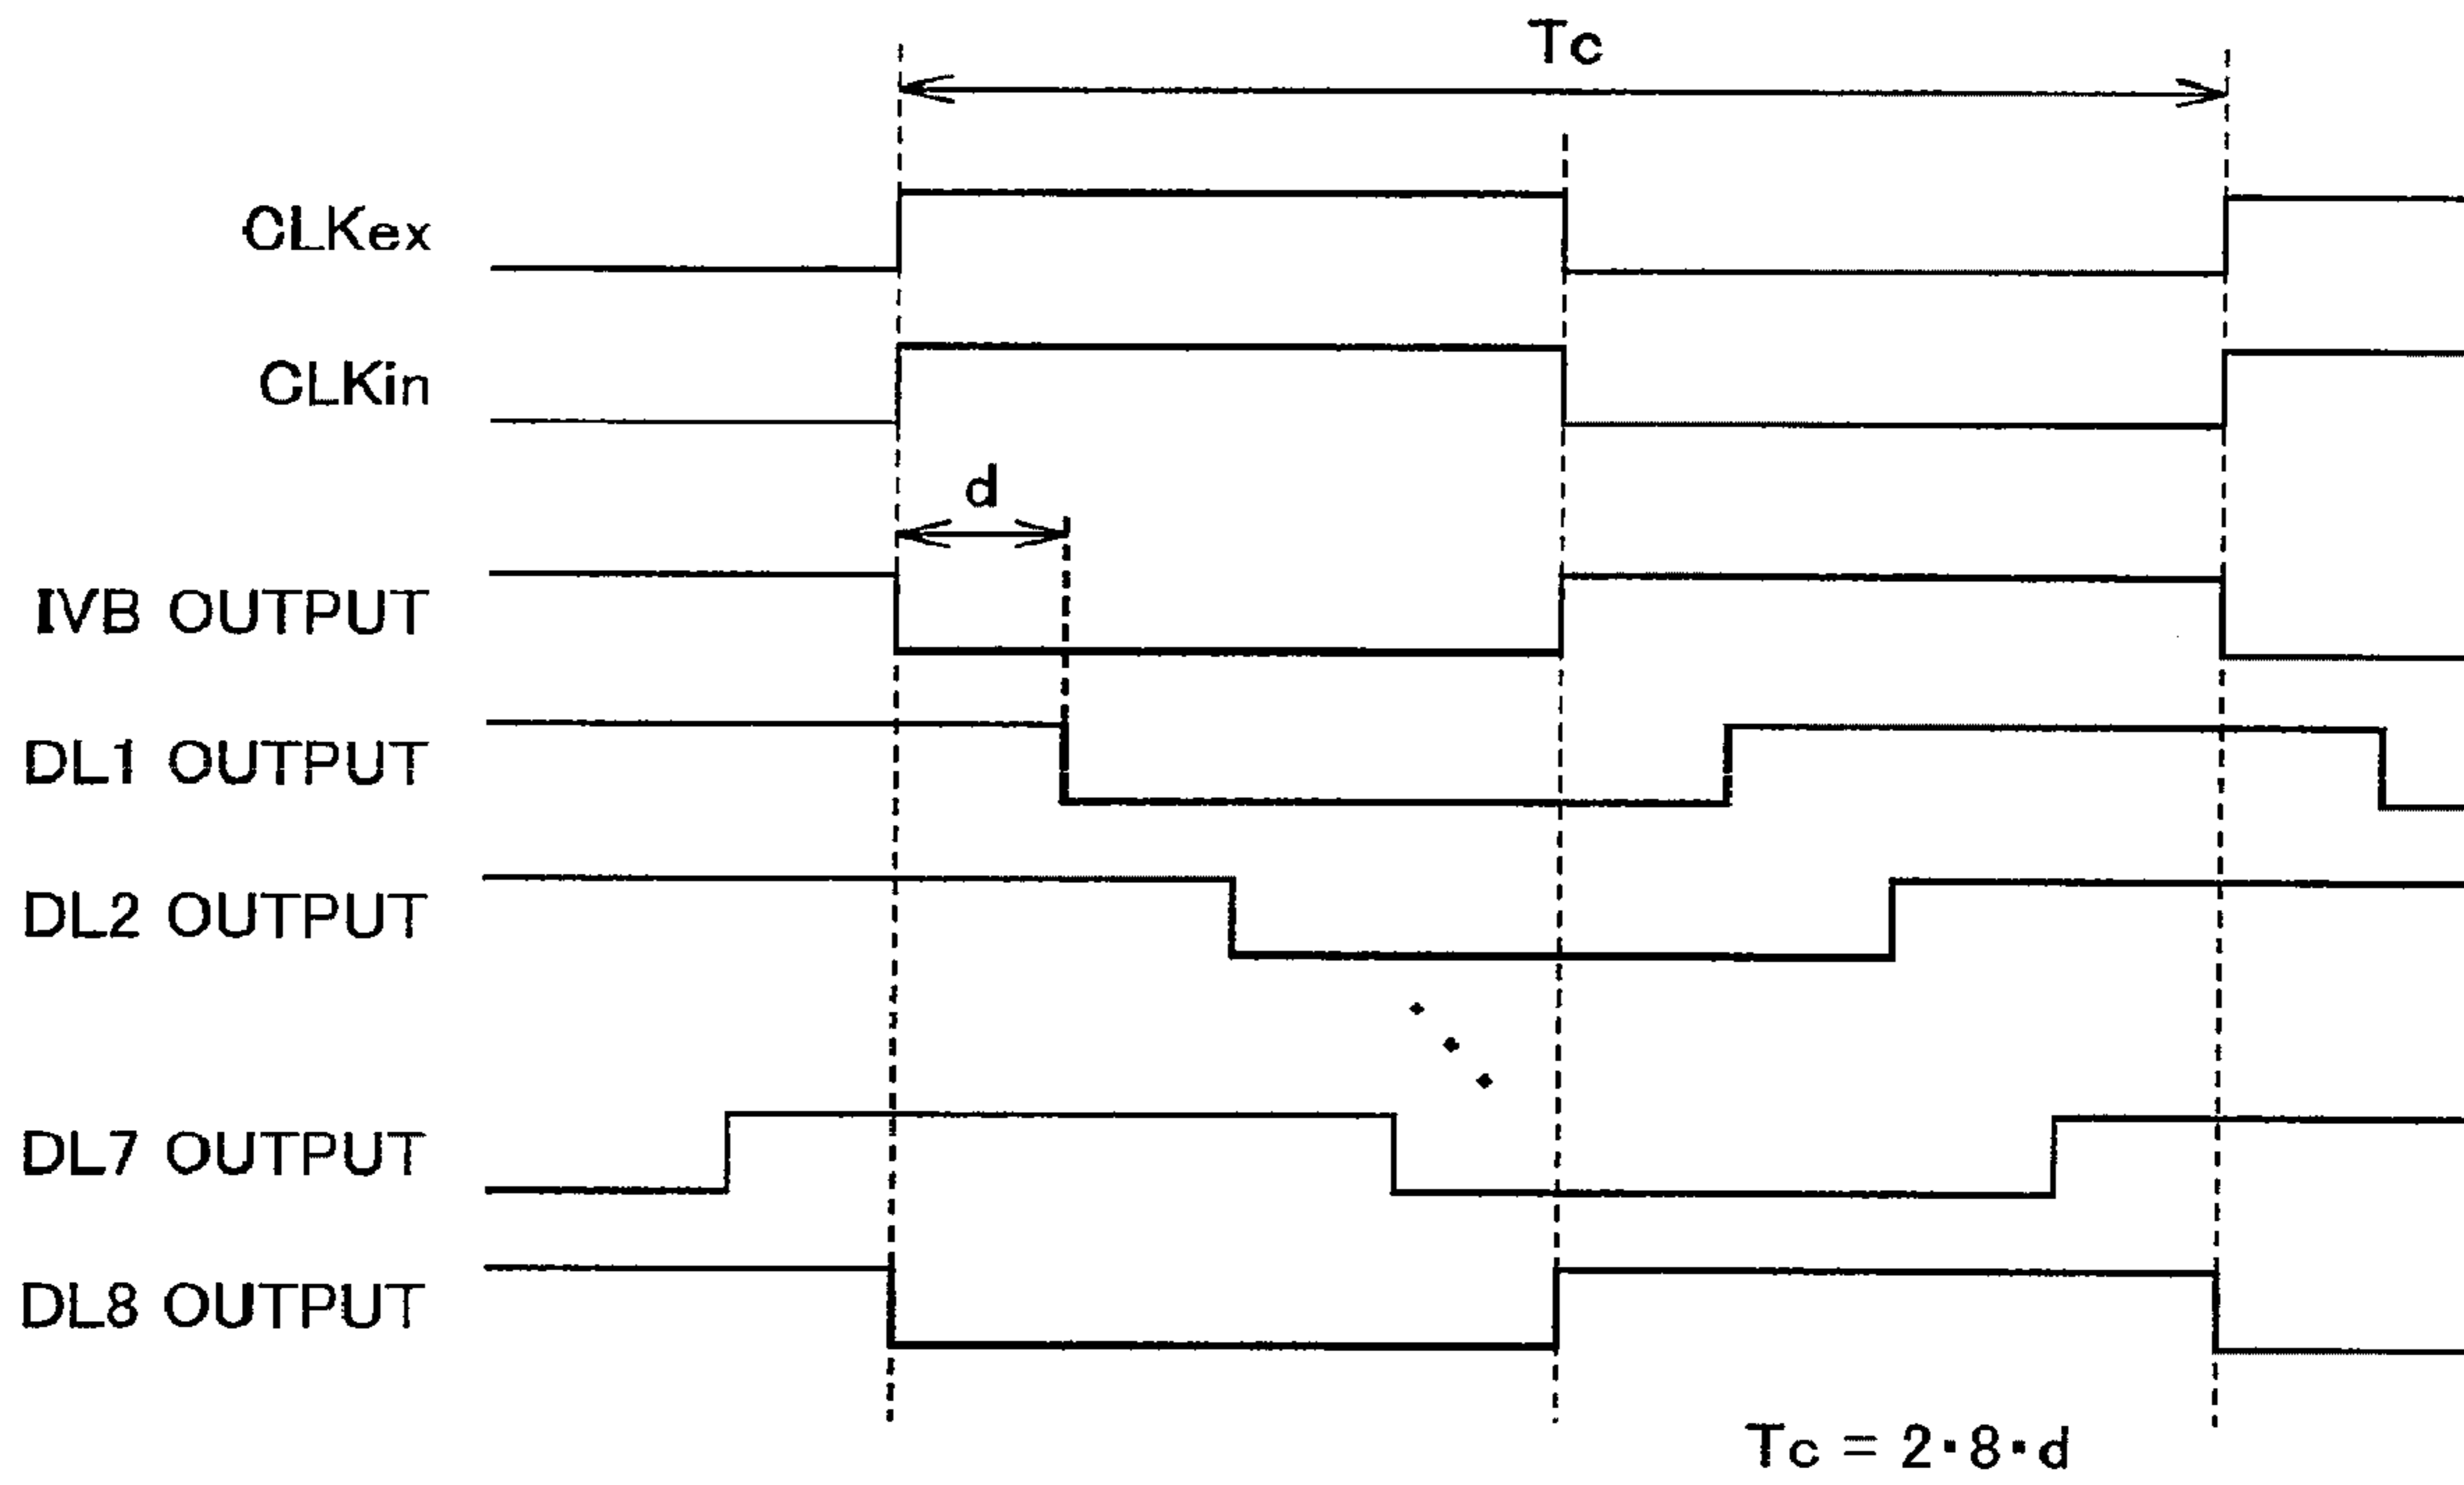 Tc
CLKex
CLKin
d
IVB OUTPUT
DL1 OUTPUT
DL2 OUTPUT
DL7 OUTPUT
DL8 OUTPUT
Tc = 2·8·d